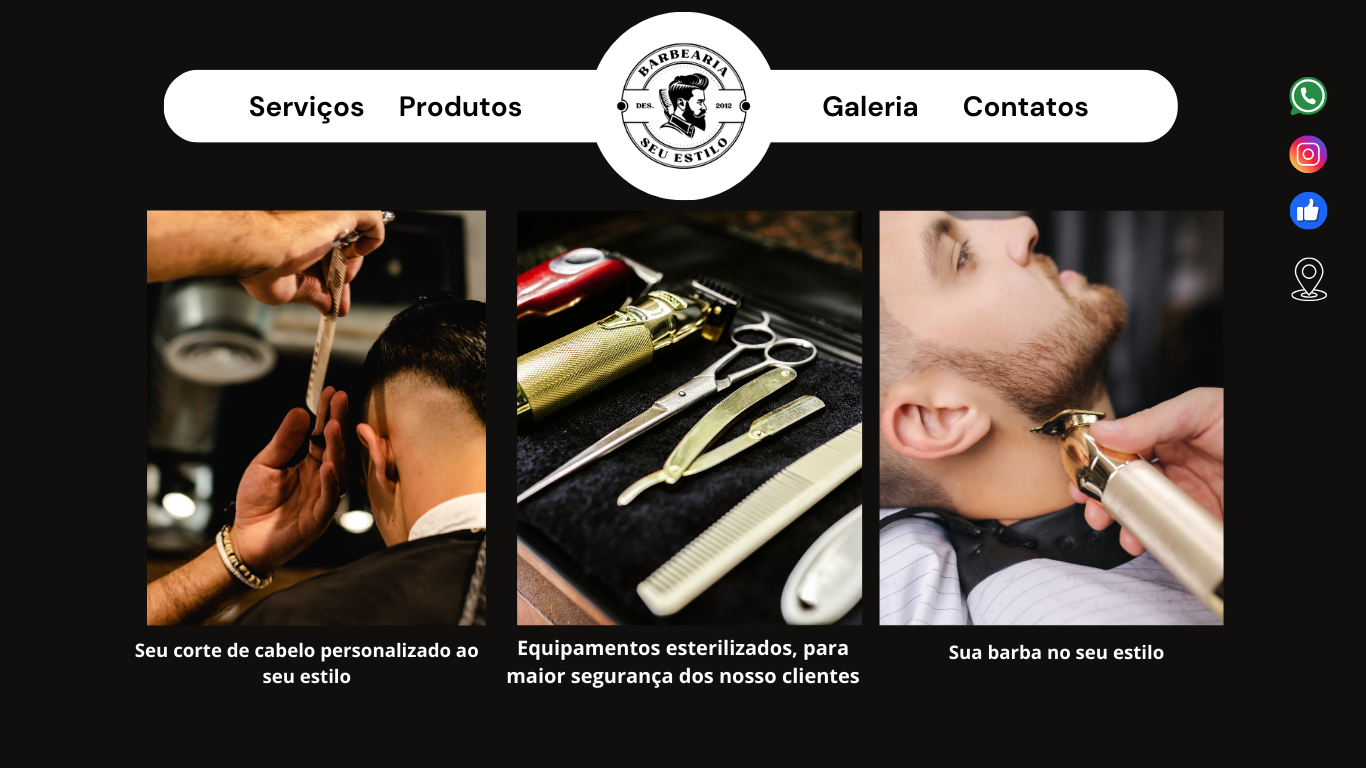 BARBEARIA
Serviços Produtos
DES. 2012
Galeria Contatos
SEU ESTILO
Seu corte de cabelo personalizado ao
seu estilo
Equipamentos esterilizados, para
maior segurança dos nosso clientes
Sua barba no seu estilo